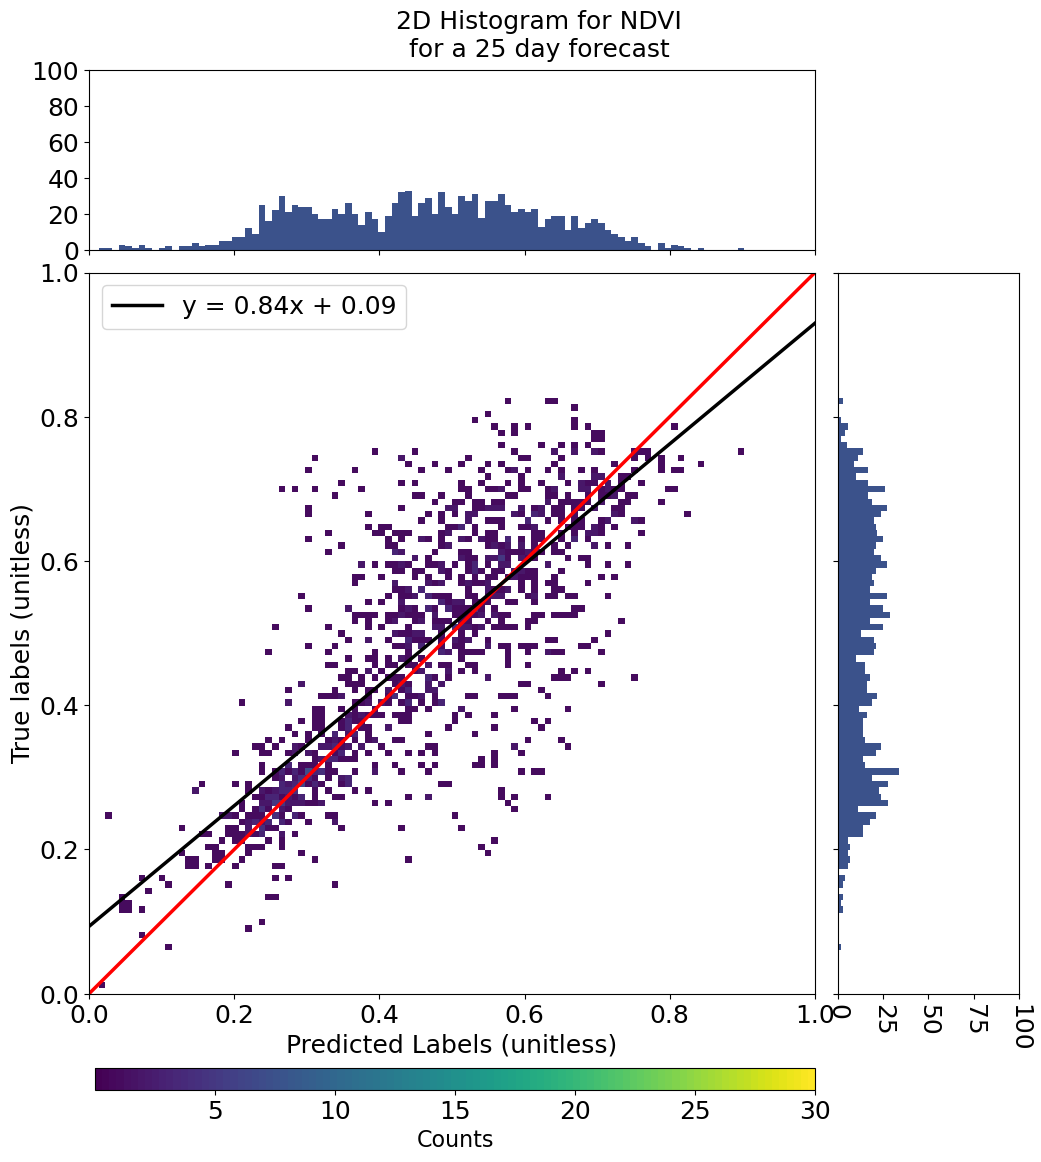 2D Histogram for NDVI
for a 25 day forecast
100
80
60
40
20
0
1.0
0.8
0.6
0.4
0.2
0.0
True labels (unitless)
y = 0.84x + 0.09
0.0 0.2 0.4 0.6 0.8 1.0
Predicted Labels (unitless)
0 25 50 75 100
5 10 15 20 25 30
Counts